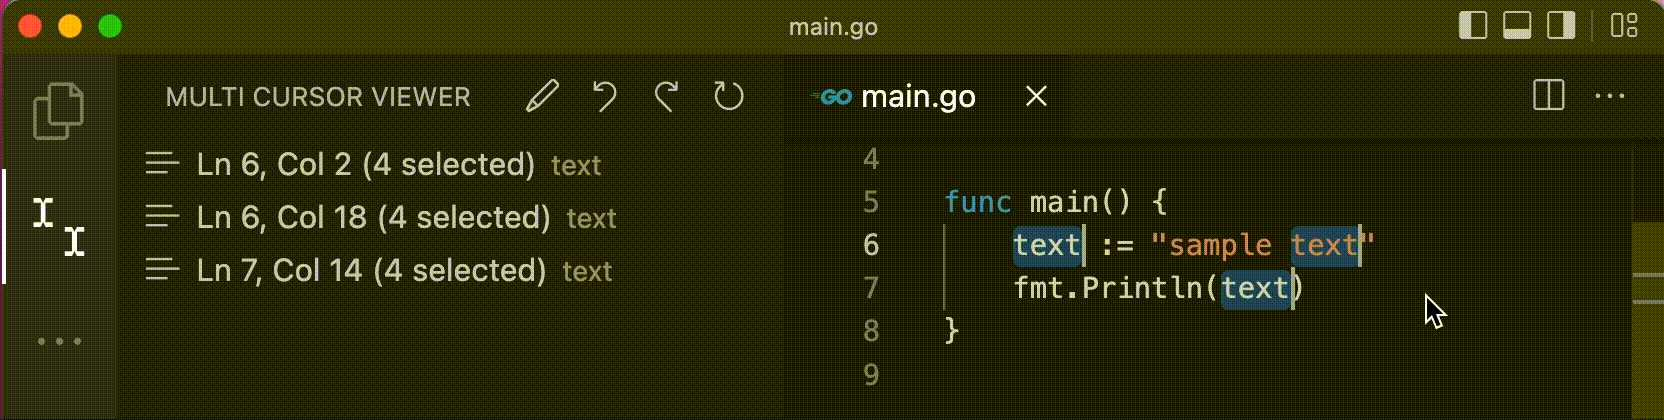 main.go
MULTI CURSOR VIEWER
Ln 6, Col 2 (4 selected) text
Ln 6, Col 18 (4 selected) text
Ln 7, Col 14 (4 selected) text
GO main.go
4
5 func main() {
6 text := "sample text"
7 fmt.Println(text)
8 }
9